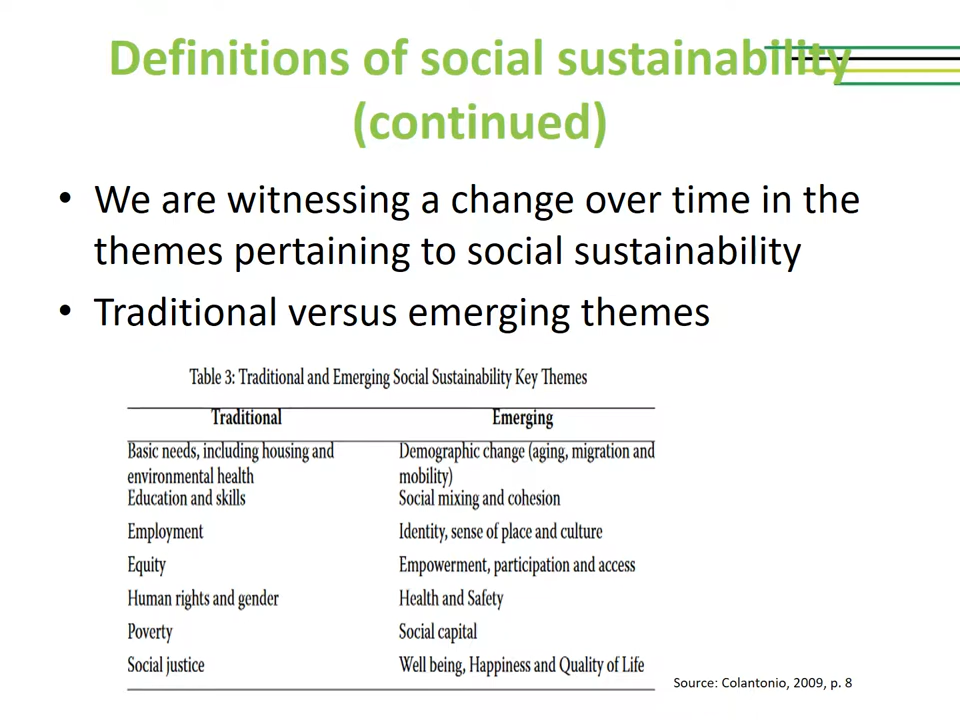 Definitions of social sustainability
(continued)
• We are witnessing a change over time in the
themes pertaining to social sustainability
• Traditional versus emerging themes
Table 3: Traditional and Emerging Social Sustainability Key Themes
Traditional Emerging
Basic needs, including housing and Demographic change (aging, migration and
environmental health mobility)
Education and skills Social mixing and cohesion
Employment Identity, sense of place and culture
Equity Empowerment, participation and access
Human rights and gender Health and Safety
Poverty Social capital
Social justice Well being, Happiness and Quality of Life
Source: Colantonio, 2009, p. 8